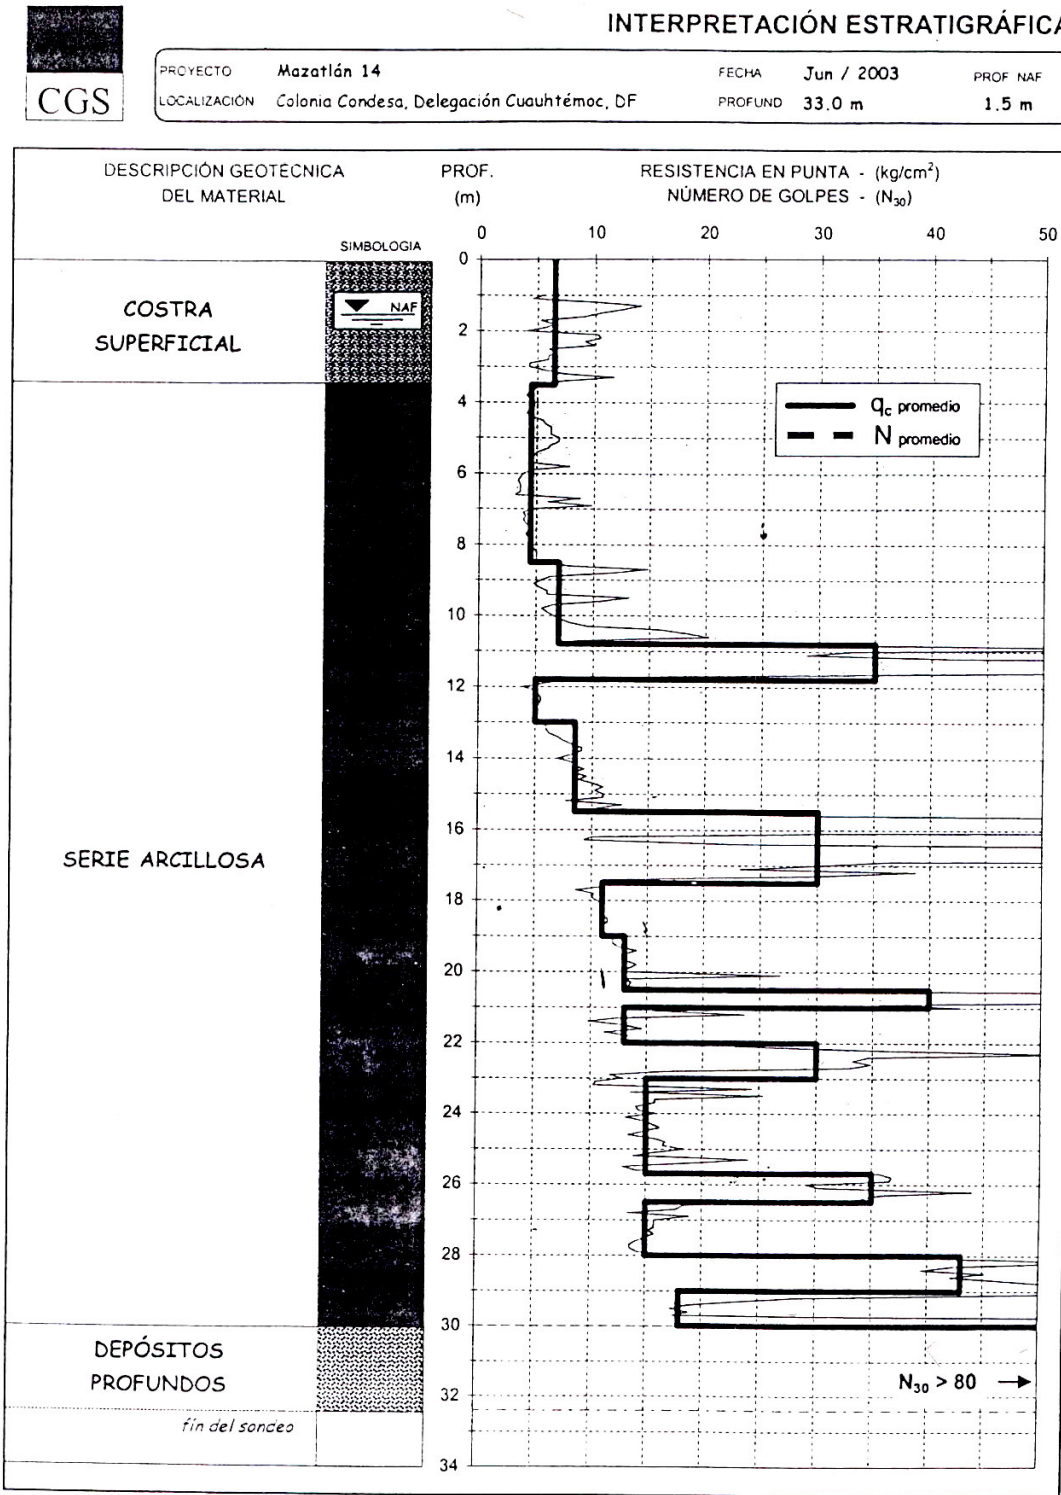 INTERPRETACIÓN ESTRATIGRÁFICA
CGS
PROYECTO Mazatlán 14 FECHA Jun / 2003 PROF NAF
LOCALIZACIÓN Colonia Condesa, Delegación Cuauhtémoc, DF PROFUND 33.0 m 1.5 m
DESCRIPCIÓN GEOTÉCNICA PROF. RESISTENCIA EN PUNTA - (kg/cm²)
DEL MATERIAL (m) NÚMERO DE GOLPES - (N₃₀)
SIMBOLOGIA 0 10 20 30 40 50
0
COSTRA NAF
2
SUPERFICIAL
4
qc promedio
N promedio
6
8
10
12
14
16
SERIE ARCILLOSA
18
20
22
24
26
28
30
DEPÓSITOS
PROFUNDOS N₃₀ > 80
32
fin del sondeo
34